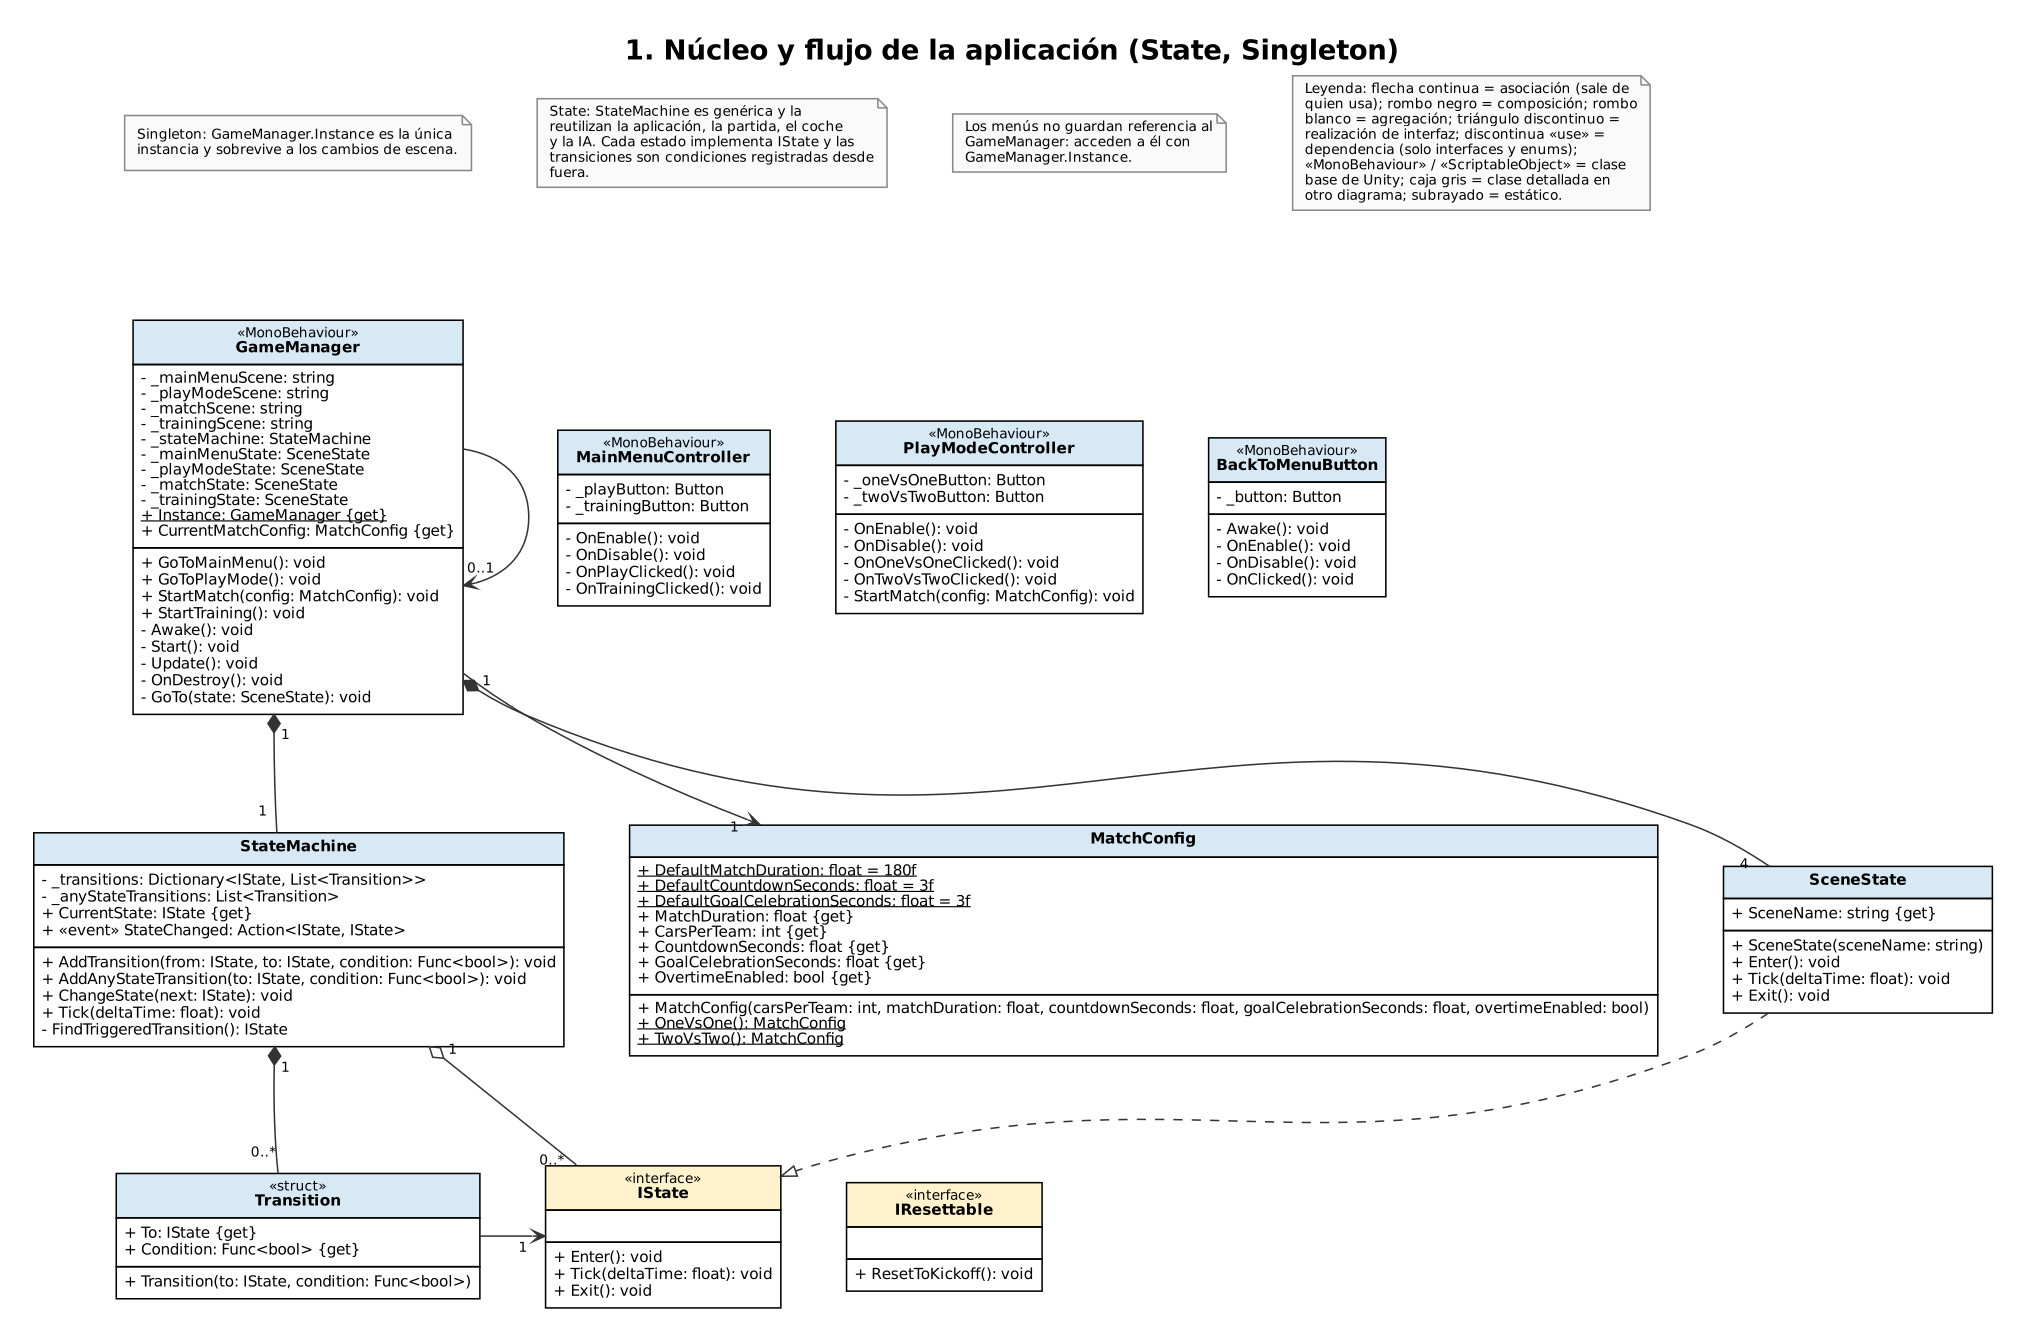 1. Núcleo y flujo de la aplicación (State, Singleton)
Singleton: GameManager.Instance es la única
instancia y sobrevive a los cambios de escena.
State: StateMachine es genérica y la
reutilizan la aplicación, la partida, el coche
y la IA. Cada estado implementa IState y las
transiciones son condiciones registradas desde
fuera.
Los menús no guardan referencia al
GameManager: acceden a él con
GameManager.Instance.
Leyenda: flecha continua = asociación (sale de
quien usa); rombo negro = composición; rombo
blanco = agregación; triángulo discontinuo =
realización de interfaz; discontinua «use» =
dependencia (solo interfaces y enums);
«MonoBehaviour» / «ScriptableObject» = clase
base de Unity; caja gris = clase detallada en
otro diagrama; subrayado = estático.
«MonoBehaviour»
GameManager
- _mainMenuScene: string
- _playModeScene: string
- _matchScene: string
- _trainingScene: string
- _stateMachine: StateMachine
- _mainMenuState: SceneState
- _playModeState: SceneState
- _matchState: SceneState
- _trainingState: SceneState
+ Instance: GameManager {get}
+ CurrentMatchConfig: MatchConfig {get}
+ GoToMainMenu(): void
+ GoToPlayMode(): void
+ StartMatch(config: MatchConfig): void
+ StartTraining(): void
- Awake(): void
- Start(): void
- Update(): void
- OnDestroy(): void
- GoTo(state: SceneState): void
0..1
«MonoBehaviour»
MainMenuController
- _playButton: Button
- _trainingButton: Button
- OnEnable(): void
- OnDisable(): void
- OnPlayClicked(): void
- OnTrainingClicked(): void
«MonoBehaviour»
PlayModeController
- _oneVsOneButton: Button
- _twoVsTwoButton: Button
- OnEnable(): void
- OnDisable(): void
- OnOneVsOneClicked(): void
- OnTwoVsTwoClicked(): void
- StartMatch(config: MatchConfig): void
«MonoBehaviour»
BackToMenuButton
- _button: Button
- Awake(): void
- OnEnable(): void
- OnDisable(): void
- OnClicked(): void
1
1
1
1
4
StateMachine
- _transitions: Dictionary<IState, List<Transition>>
- _anyStateTransitions: List<Transition>
+ CurrentState: IState {get}
+ «event» StateChanged: Action<IState, IState>
+ AddTransition(from: IState, to: IState, condition: Func<bool>): void
+ AddAnyStateTransition(to: IState, condition: Func<bool>): void
+ ChangeState(next: IState): void
+ Tick(deltaTime: float): void
- FindTriggeredTransition(): IState
MatchConfig
+ DefaultMatchDuration: float = 180f
+ DefaultCountdownSeconds: float = 3f
+ DefaultGoalCelebrationSeconds: float = 3f
+ MatchDuration: float {get}
+ CarsPerTeam: int {get}
+ CountdownSeconds: float {get}
+ GoalCelebrationSeconds: float {get}
+ OvertimeEnabled: bool {get}
+ MatchConfig(carsPerTeam: int, matchDuration: float, countdownSeconds: float, goalCelebrationSeconds: float, overtimeEnabled: bool)
+ OneVsOne(): MatchConfig
+ TwoVsTwo(): MatchConfig
SceneState
+ SceneName: string {get}
+ SceneState(sceneName: string)
+ Enter(): void
+ Tick(deltaTime: float): void
+ Exit(): void
1
1
0..*
0..*
«struct»
Transition
+ To: IState {get}
+ Condition: Func<bool> {get}
+ Transition(to: IState, condition: Func<bool>)
1
«interface»
IState
+ Enter(): void
+ Tick(deltaTime: float): void
+ Exit(): void
«interface»
IResettable
+ ResetToKickoff(): void